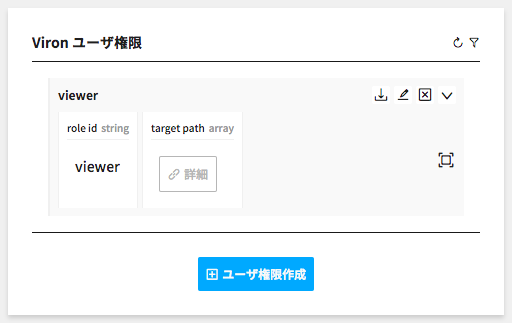 Viron ユーザ権限
viewer
role id string
target path array
viewer
詳細
ユーザ権限作成